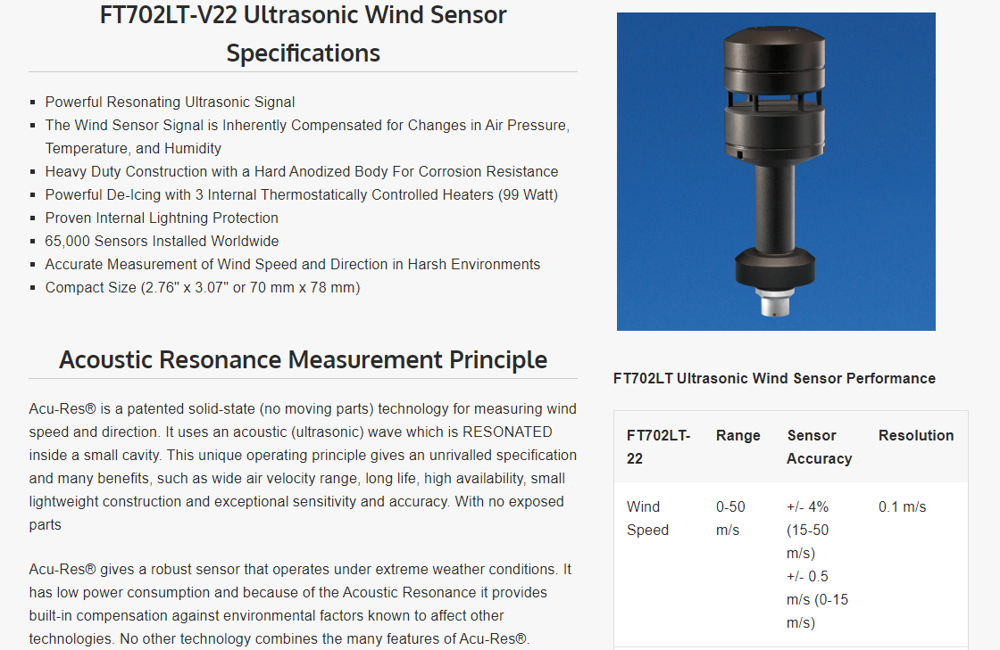 FT702LT-V22 Ultrasonic Wind Sensor
Specifications
▪ Powerful Resonating Ultrasonic Signal
▪ The Wind Sensor Signal is Inherently Compensated for Changes in Air Pressure,
Temperature, and Humidity
▪ Heavy Duty Construction with a Hard Anodized Body For Corrosion Resistance
▪ Powerful De-Icing with 3 Internal Thermostatically Controlled Heaters (99 Watt)
▪ Proven Internal Lightning Protection
▪ 65,000 Sensors Installed Worldwide
▪ Accurate Measurement of Wind Speed and Direction in Harsh Environments
▪ Compact Size (2.76" x 3.07" or 70 mm x 78 mm)
Acoustic Resonance Measurement Principle
Acu-Res® is a patented solid-state (no moving parts) technology for measuring wind
speed and direction. It uses an acoustic (ultrasonic) wave which is RESONATED
inside a small cavity. This unique operating principle gives an unrivalled specification
and many benefits, such as wide air velocity range, long life, high availability, small
lightweight construction and exceptional sensitivity and accuracy. With no exposed
parts
Acu-Res® gives a robust sensor that operates under extreme weather conditions. It
has low power consumption and because of the Acoustic Resonance it provides
built-in compensation against environmental factors known to affect other
technologies. No other technology combines the many features of Acu-Res®.
FT702LT Ultrasonic Wind Sensor Performance
FT702LT- Range Sensor Resolution
22 Accuracy
Wind 0-50 +/- 4% 0.1 m/s
Speed m/s (15-50
m/s)
+/- 0.5
m/s (0-15
m/s)